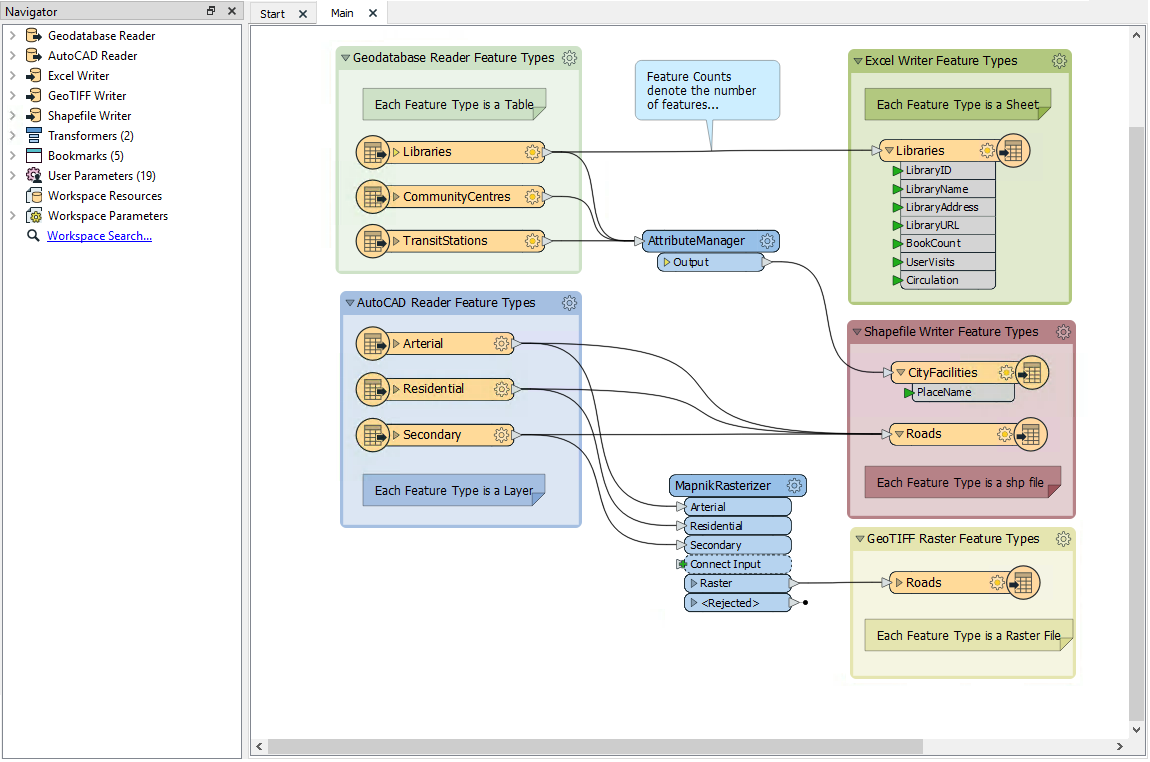 Navigator
Geodatabase Reader
AutoCAD Reader
Excel Writer
GeoTIFF Writer
Shapefile Writer
Transformers (2)
Bookmarks (5)
User Parameters (19)
Workspace Resources
Workspace Parameters
Workspace Search...
Start
Main
Geodatabase Reader Feature Types
Each Feature Type is a Table
Libraries
CommunityCentres
TransitStations
AutoCAD Reader Feature Types
Arterial
Residential
Secondary
Each Feature Type is a Layer
Feature Counts
denote the number
of features...
AttributeManager
Output
MapnikRasterizer
Arterial
Residential
Secondary
Connect Input
Raster
<Rejected>
Excel Writer Feature Types
Each Feature Type is a Sheet
Libraries
LibraryID
LibraryName
LibraryAddress
LibraryURL
BookCount
UserVisits
Circulation
Shapefile Writer Feature Types
CityFacilities
PlaceName
Roads
Each Feature Type is a shp file
GeoTIFF Raster Feature Types
Roads
Each Feature Type is a Raster File